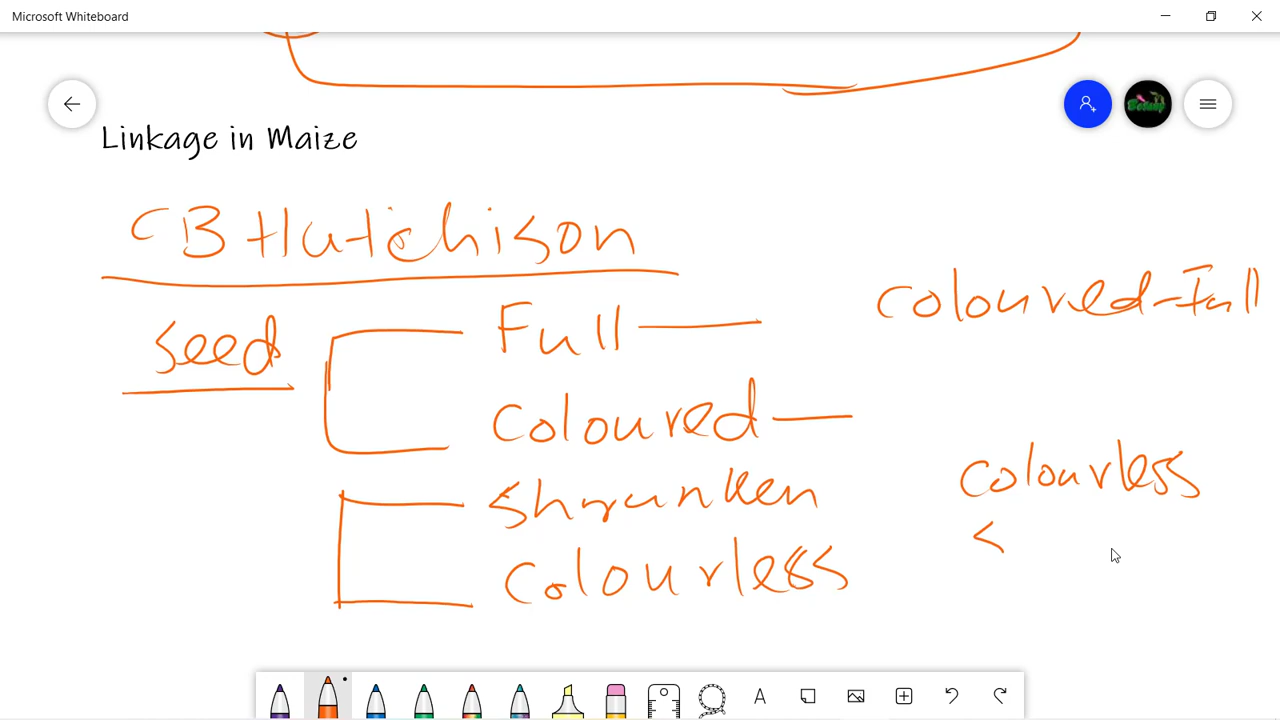 Microsoft Whiteboard
Linkage in Maize
CB Hutchison
seed
Full
coloured-Full
Coloured
Shrunken
colourless
Colourless
s
A